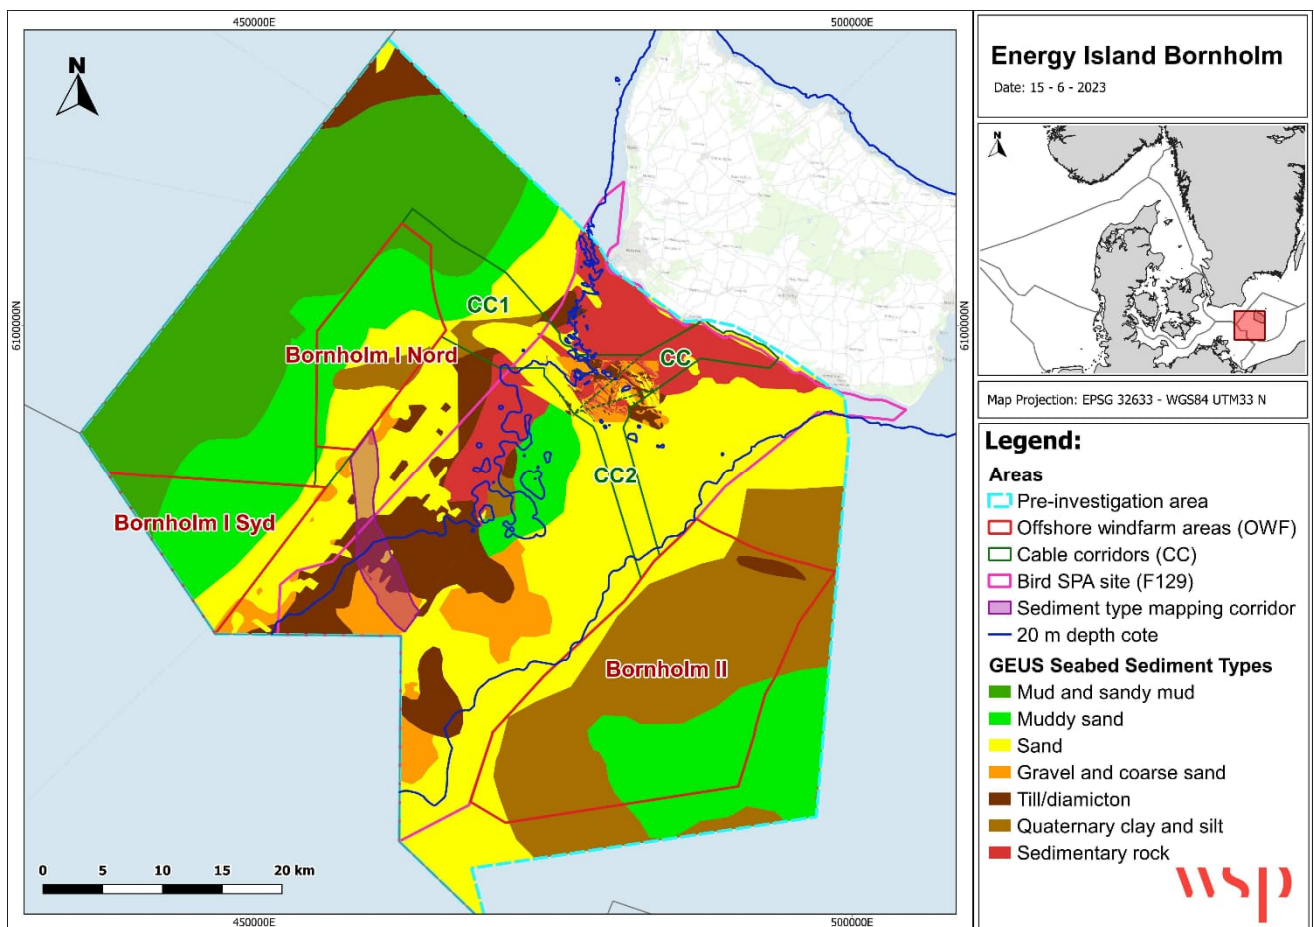 450000E
500000E
N
6100000N
6100000N
CC1
Bornholm I Nord
CC
CC2
Bornholm I Syd
Bornholm II
0 5 10 15 20 km
450000E
500000E
Energy Island Bornholm
Date: 15 - 6 - 2023
N
Map Projection: EPSG 32633 - WGS84 UTM33 N
Legend:
Areas
Pre-investigation area
Offshore windfarm areas (OWF)
Cable corridors (CC)
Bird SPA site (F129)
Sediment type mapping corridor
20 m depth cote
GEUS Seabed Sediment Types
Mud and sandy mud
Muddy sand
Sand
Gravel and coarse sand
Till/diamicton
Quaternary clay and silt
Sedimentary rock
wsp